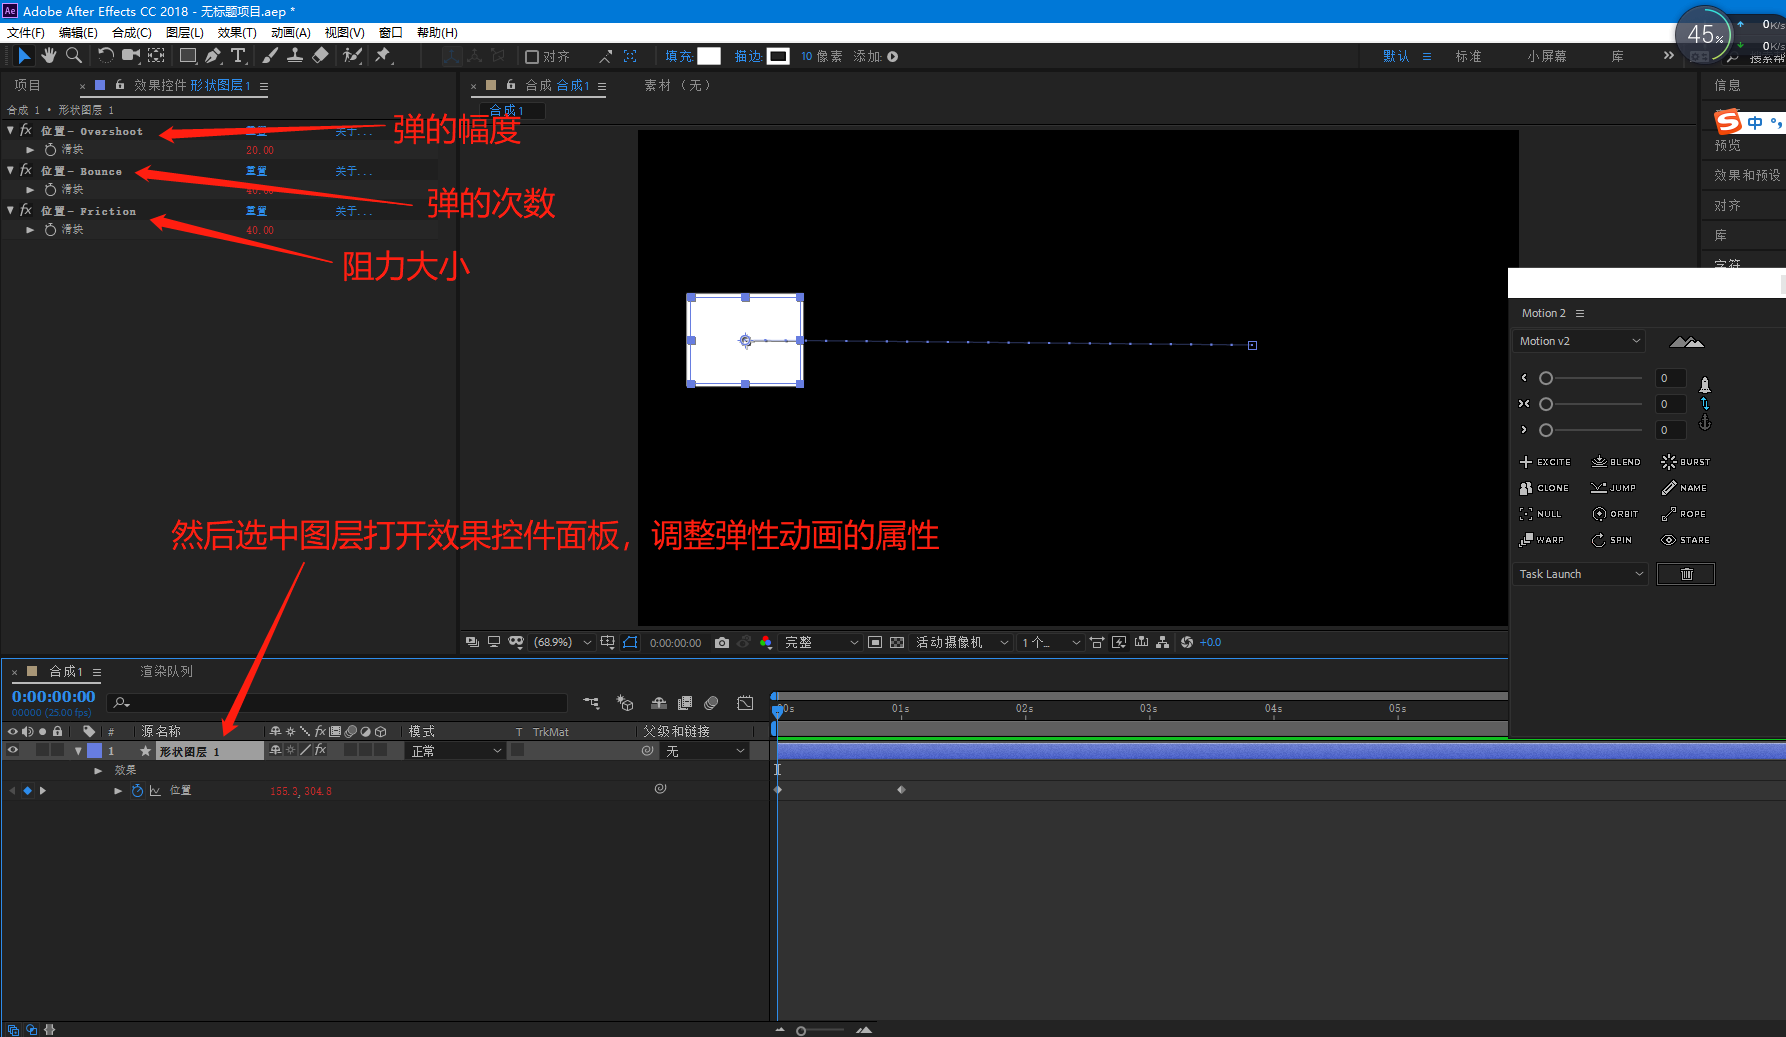 Ae Adobe After Effects CC 2018 - 无标题项目.aep *
文件(F) 编辑(E) 合成(C) 图层(L) 效果(T) 动画(A) 视图(V) 窗口 帮助(H)
对齐 填充: 描边: 10 像素 添加: 默认 标准 小屏幕 库
45% 0K/s
0K/s
项目 效果控件 形状图层1 合成 合成1 素材 (无) 信息
合成 1 • 形状图层 1 合成1
中
位置- Overshoot 重置 关于... 弹的幅度
滑块 20.00 预览
位置- Bounce 重置 关于... 效果和预设
滑块 40.00 弹的次数 对齐
位置- Friction 重置 关于...
滑块 40.00 库
阻力大小 字符
Motion 2
Motion v2
0
0
0
EXCITE BLEND BURST
CLONE JUMP NAME
NULL ORBIT ROPE
WARP SPIN STARE
Task Launch
然后选中图层打开效果控件面板，调整弹性动画的属性
(68.9%) 0:00:00:00 完整 活动摄像机 1个... +0.0
合成1 渲染队列
0:00:00:00
00000 (25.00 fps) 00s 01s 02s 03s 04s 05s
# 源名称 fx 模式 T TrkMat 父级和链接
1 形状图层 1 fx 正常 无
效果
位置 155.3, 304.8